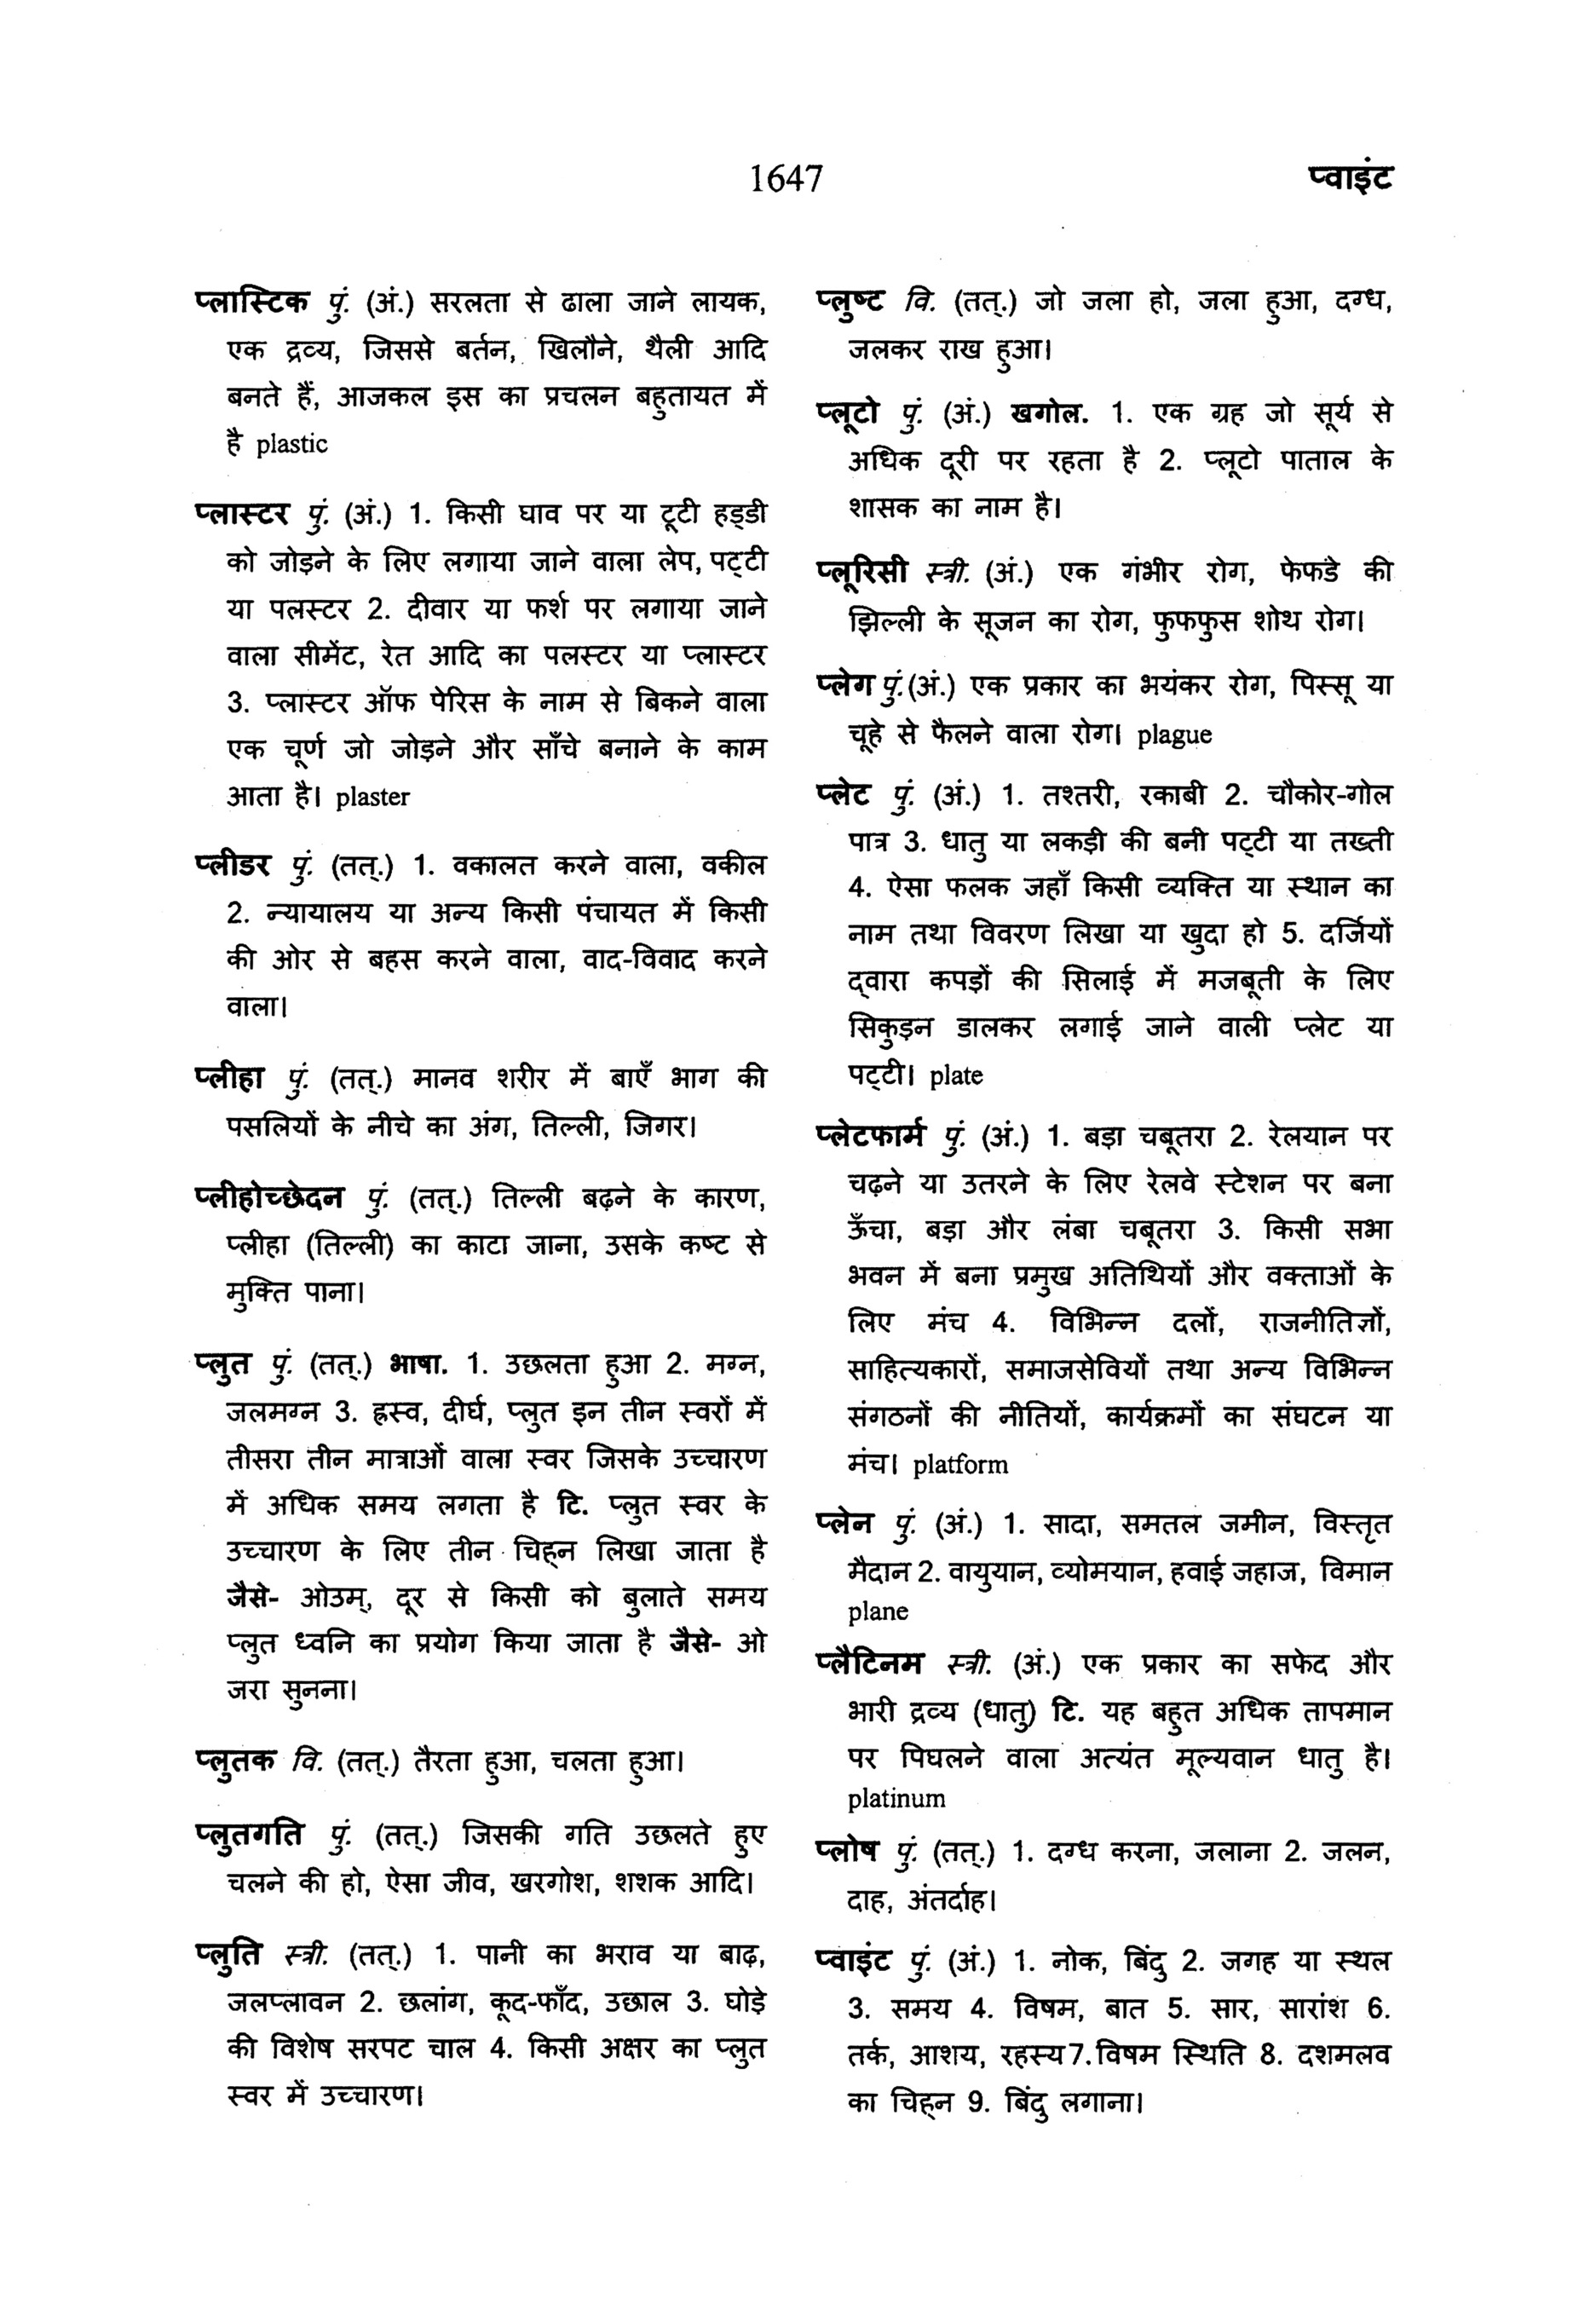 1647
प्वाइंट
प्लास्टिक पुं. (अं.) सरलता से ढाला जाने लायक,
एक द्रव्य, जिससे बर्तन, खिलौने, थैली आदि
बनते हैं, आजकल इस का प्रचलन बहुतायत में
है plastic
प्लास्टर पुं. (अं.) 1. किसी घाव पर या टूटी हड्डी
को जोड़ने के लिए लगाया जाने वाला लेप, पट्टी
या पलस्टर 2. दीवार या फर्श पर लगाया जाने
वाला सीमेंट, रेत आदि का पलस्टर या प्लास्टर
3. प्लास्टर ऑफ पेरिस के नाम से बिकने वाला
एक चूर्ण जो जोड़ने और साँचे बनाने के काम
आता है। plaster
प्लीडर पुं. (तत्.) 1. वकालत करने वाला, वकील
2. न्यायालय या अन्य किसी पंचायत में किसी
की ओर से बहस करने वाला, वाद-विवाद करने
वाला।
प्लीहा पुं. (तत्.) मानव शरीर में बाएँ भाग की
पसलियों के नीचे का अंग, तिल्ली, जिगर।
प्लीहोच्छेदन पुं. (तत्.) तिल्ली बढ़ने के कारण,
प्लीहा (तिल्ली) का काटा जाना, उसके कष्ट से
मुक्ति पाना।
प्लुत पुं. (तत्.) भाषा. 1. उछलता हुआ 2. मग्न,
जलमग्न 3. ह्रस्व, दीर्घ, प्लुत इन तीन स्वरों में
तीसरा तीन मात्राओं वाला स्वर जिसके उच्चारण
में अधिक समय लगता है टि. प्लुत स्वर के
उच्चारण के लिए तीन चिह्न लिखा जाता है
जैसे- ओउम्, दूर से किसी को बुलाते समय
प्लुत ध्वनि का प्रयोग किया जाता है जैसे- ओ
जरा सुनना।
प्लुतक वि. (तत्.) तैरता हुआ, चलता हुआ।
प्लुतगति पुं. (तत्.) जिसकी गति उछलते हुए
चलने की हो, ऐसा जीव, खरगोश, शशक आदि।
प्लुति स्त्री. (तत्.) 1. पानी का भराव या बाढ़,
जलप्लावन 2. छलांग, कूद-फाँद, उछाल 3. घोड़े
की विशेष सरपट चाल 4. किसी अक्षर का प्लुत
स्वर में उच्चारण।
प्लुष्ट वि. (तत्.) जो जला हो, जला हुआ, दग्ध,
जलकर राख हुआ।
प्लूटो पुं. (अं.) खगोल. 1. एक ग्रह जो सूर्य से
अधिक दूरी पर रहता है 2. प्लूटो पाताल के
शासक का नाम है।
प्लूरिसी स्त्री. (अं.) एक गंभीर रोग, फेफडे की
झिल्ली के सूजन का रोग, फुफफुस शोथ रोग।
प्लेग पुं.(अं.) एक प्रकार का भयंकर रोग, पिस्सू या
चूहे से फैलने वाला रोग। plague
प्लेट पुं. (अं.) 1. तश्तरी, रकाबी 2. चौकोर-गोल
पात्र 3. धातु या लकड़ी की बनी पट्टी या तख्ती
4. ऐसा फलक जहाँ किसी व्यक्ति या स्थान का
नाम तथा विवरण लिखा या खुदा हो 5. दर्जियों
द्वारा कपड़ों की सिलाई में मजबूती के लिए
सिकुड़न डालकर लगाई जाने वाली प्लेट या
पट्टी। plate
प्लेटफार्म पुं. (अं.) 1. बड़ा चबूतरा 2. रेलयान पर
चढ़ने या उतरने के लिए रेलवे स्टेशन पर बना
ऊँचा, बड़ा और लंबा चबूतरा 3. किसी सभा
भवन में बना प्रमुख अतिथियों और वक्ताओं के
लिए मंच 4. विभिन्न दलों, राजनीतिज्ञों,
साहित्यकारों, समाजसेवियों तथा अन्य विभिन्न
संगठनों की नीतियों, कार्यक्रमों का संघटन या
मंच। platform
प्लेन पुं. (अं.) 1. सादा, समतल जमीन, विस्तृत
मैदान 2. वायुयान, व्योमयान, हवाई जहाज, विमान
plane
प्लैटिनम स्त्री. (अं.) एक प्रकार का सफेद और
भारी द्रव्य (धातु) टि. यह बहुत अधिक तापमान
पर पिघलने वाला अत्यंत मूल्यवान धातु है।
platinum
प्लोष पुं. (तत्.) 1. दग्ध करना, जलाना 2. जलन,
दाह, अंतर्दाह।
प्वाइंट पुं. (अं.) 1. नोक, बिंदु 2. जगह या स्थल
3. समय 4. विषम, बात 5. सार, सारांश 6.
तर्क, आशय, रहस्य 7. विषम स्थिति 8. दशमलव
का चिह्न 9. बिंदु लगाना।